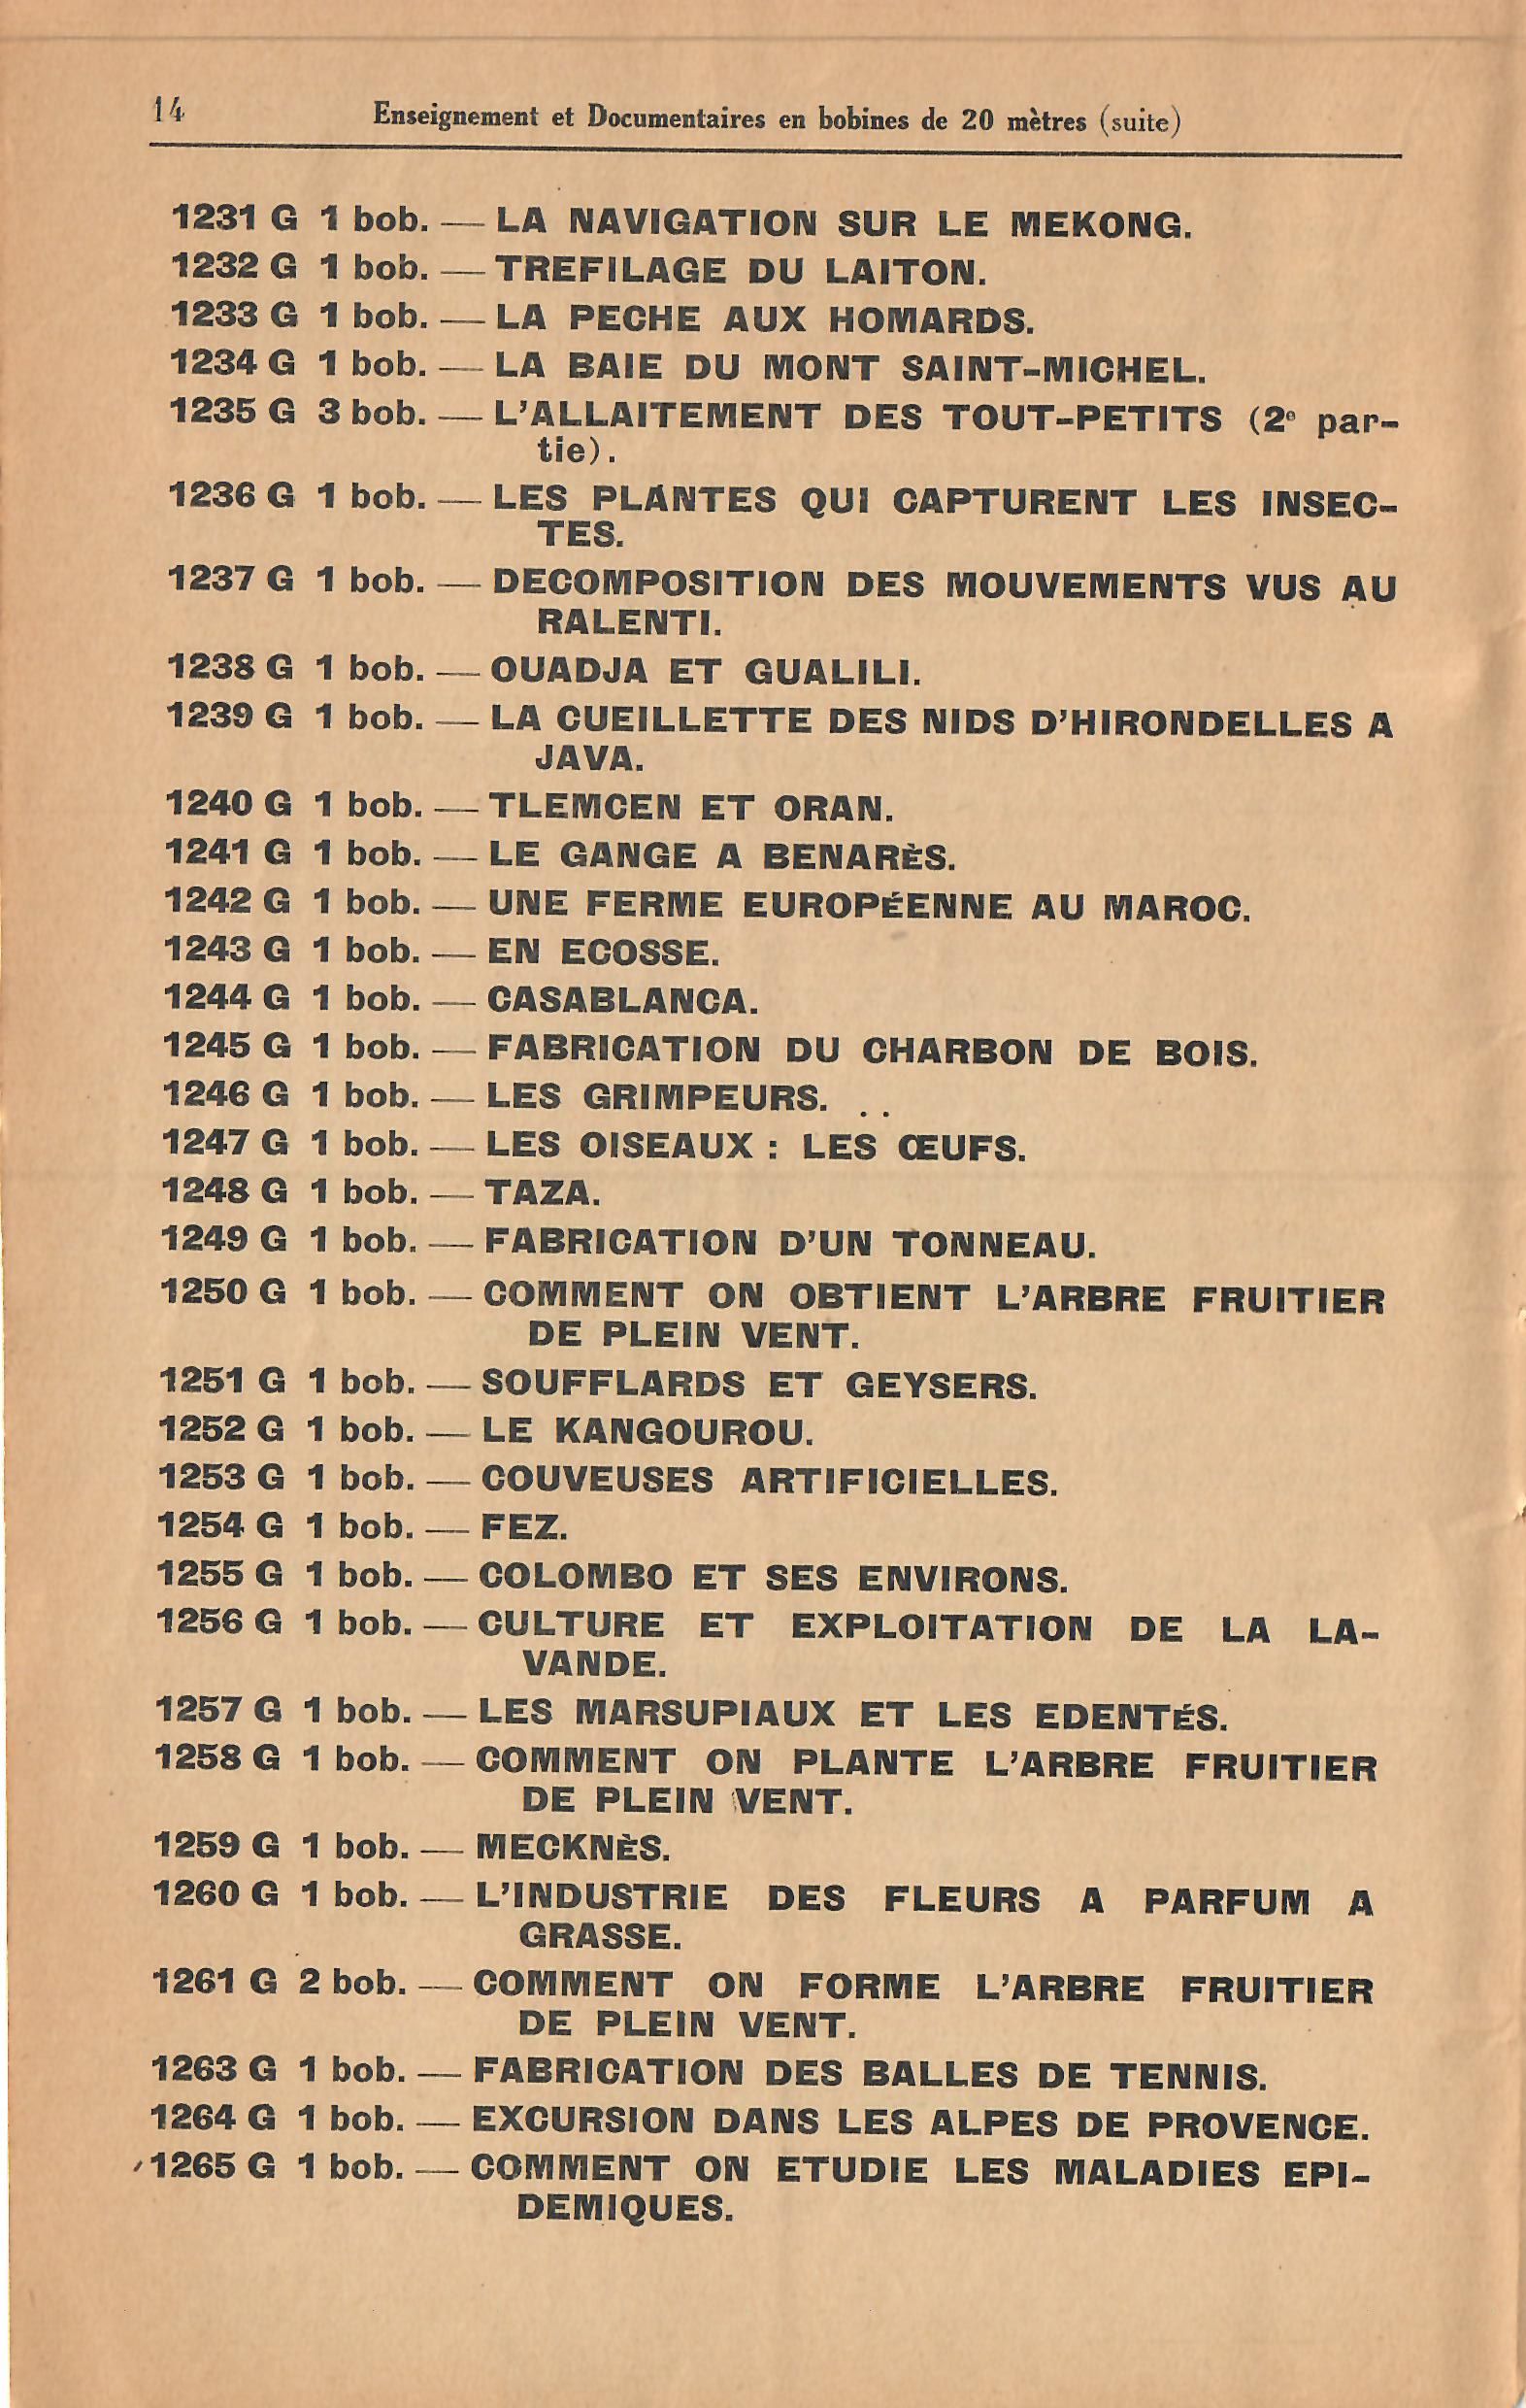 14 Enseignement et Documentaires en bobines de 20 mètres (suite)
1231 G 1 bob. — LA NAVIGATION SUR LE MEKONG.
1232 G 1 bob. — TREFILAGE DU LAITON.
1233 G 1 bob. — LA PECHE AUX HOMARDS.
1234 G 1 bob. — LA BAIE DU MONT SAINT-MICHEL.
1235 G 3 bob. — L'ALLAITEMENT DES TOUT-PETITS (2e par-
tie).
1236 G 1 bob. — LES PLANTES QUI CAPTURENT LES INSEC-
TES.
1237 G 1 bob. — DECOMPOSITION DES MOUVEMENTS VUS AU
RALENTI.
1238 G 1 bob. — OUADJA ET GUALILI.
1239 G 1 bob. — LA CUEILLETTE DES NIDS D'HIRONDELLES A
JAVA.
1240 G 1 bob. — TLEMCEN ET ORAN.
1241 G 1 bob. — LE GANGE A BENARÈS.
1242 G 1 bob. — UNE FERME EUROPÉENNE AU MAROC.
1243 G 1 bob. — EN ECOSSE.
1244 G 1 bob. — CASABLANCA.
1245 G 1 bob. — FABRICATION DU CHARBON DE BOIS.
1246 G 1 bob. — LES GRIMPEURS.
1247 G 1 bob. — LES OISEAUX : LES ŒUFS.
1248 G 1 bob. — TAZA.
1249 G 1 bob. — FABRICATION D'UN TONNEAU.
1250 G 1 bob. — COMMENT ON OBTIENT L'ARBRE FRUITIER
DE PLEIN VENT.
1251 G 1 bob. — SOUFFLARDS ET GEYSERS.
1252 G 1 bob. — LE KANGOUROU.
1253 G 1 bob. — COUVEUSES ARTIFICIELLES.
1254 G 1 bob. — FEZ.
1255 G 1 bob. — COLOMBO ET SES ENVIRONS.
1256 G 1 bob. — CULTURE ET EXPLOITATION DE LA LA-
VANDE.
1257 G 1 bob. — LES MARSUPIAUX ET LES EDENTÉS.
1258 G 1 bob. — COMMENT ON PLANTE L'ARBRE FRUITIER
DE PLEIN VENT.
1259 G 1 bob. — MECKNÈS.
1260 G 1 bob. — L'INDUSTRIE DES FLEURS A PARFUM A
GRASSE.
1261 G 2 bob. — COMMENT ON FORME L'ARBRE FRUITIER
DE PLEIN VENT.
1263 G 1 bob. — FABRICATION DES BALLES DE TENNIS.
1264 G 1 bob. — EXCURSION DANS LES ALPES DE PROVENCE.
1265 G 1 bob. — COMMENT ON ETUDIE LES MALADIES EPI-
DEMIQUES.